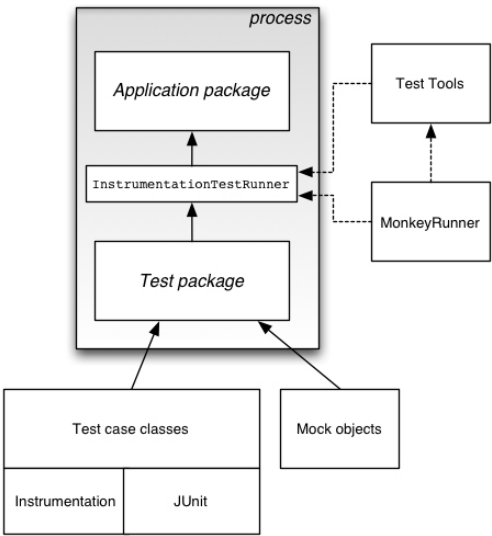 process
Application package
Test Tools
InstrumentationTestRunner
MonkeyRunner
Test package
Test case classes
Mock objects
Instrumentation
JUnit